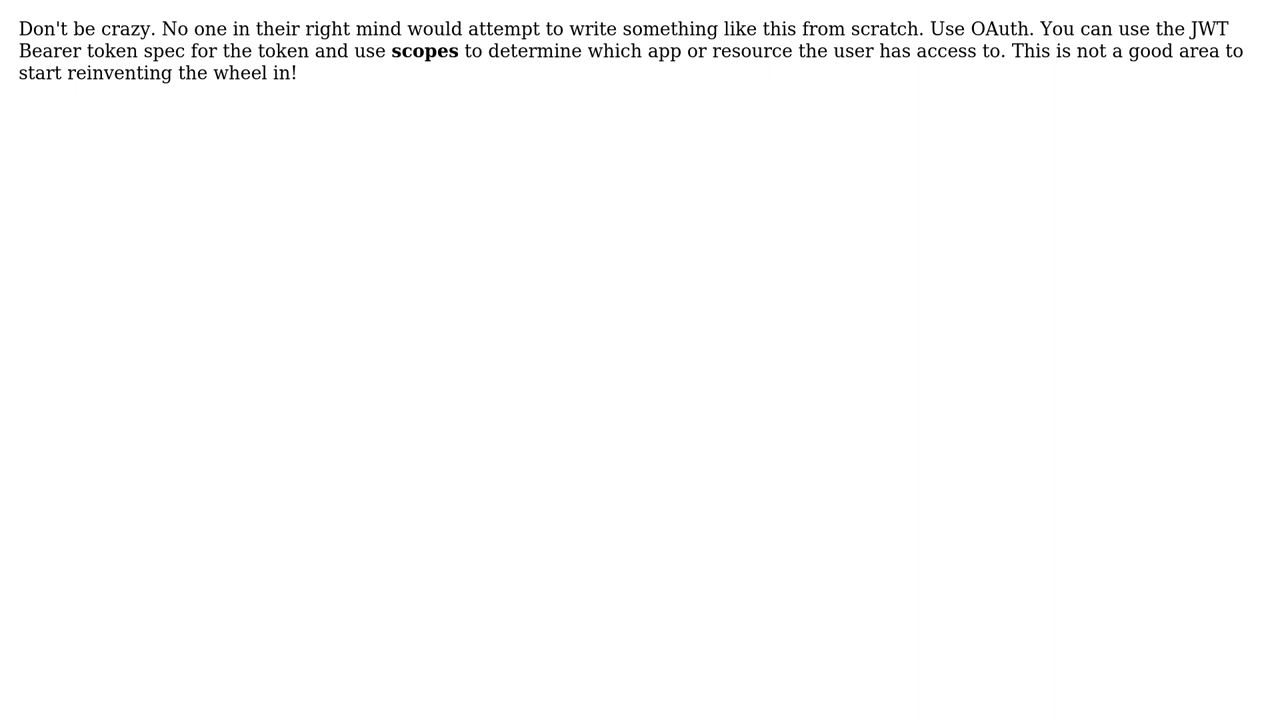 Don't be crazy. No one in their right mind would attempt to write something like this from scratch. Use OAuth. You can use the JWT
Bearer token spec for the token and use scopes to determine which app or resource the user has access to. This is not a good area to
start reinventing the wheel in!